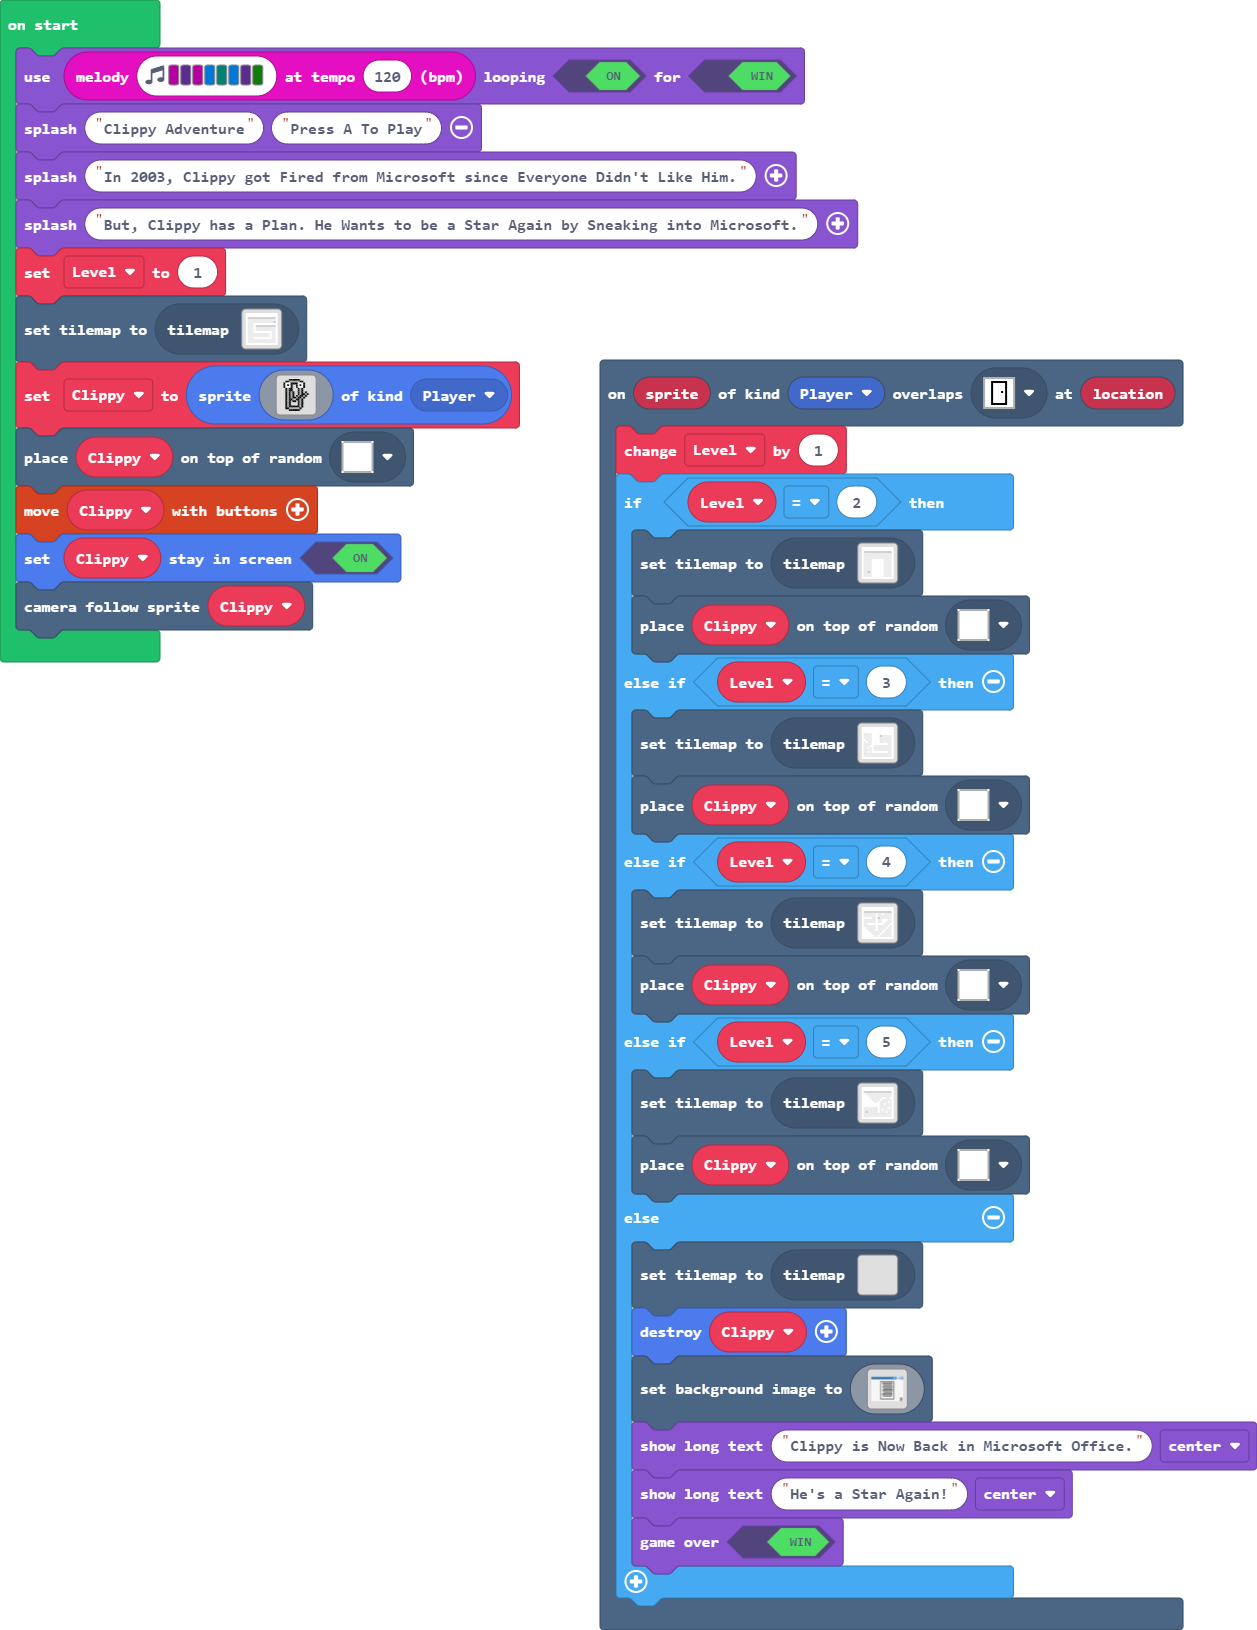 on start
use melody at tempo 120 (bpm) looping ON for WIN
splash "Clippy Adventure" "Press A To Play"
splash "In 2003, Clippy got Fired from Microsoft since Everyone Didn't Like Him."
splash "But, Clippy has a Plan. He Wants to be a Star Again by Sneaking into Microsoft."
set Level to 1
set tilemap to tilemap
set Clippy to sprite of kind Player
place Clippy on top of random
move Clippy with buttons
set Clippy stay in screen ON
camera follow sprite Clippy
on sprite of kind Player overlaps at location
change Level by 1
if Level = 2 then
set tilemap to tilemap
place Clippy on top of random
else if Level = 3 then
set tilemap to tilemap
place Clippy on top of random
else if Level = 4 then
set tilemap to tilemap
place Clippy on top of random
else if Level = 5 then
set tilemap to tilemap
place Clippy on top of random
else
set tilemap to tilemap
destroy Clippy
set background image to
show long text "Clippy is Now Back in Microsoft Office." center
show long text "He's a Star Again!" center
game over WIN